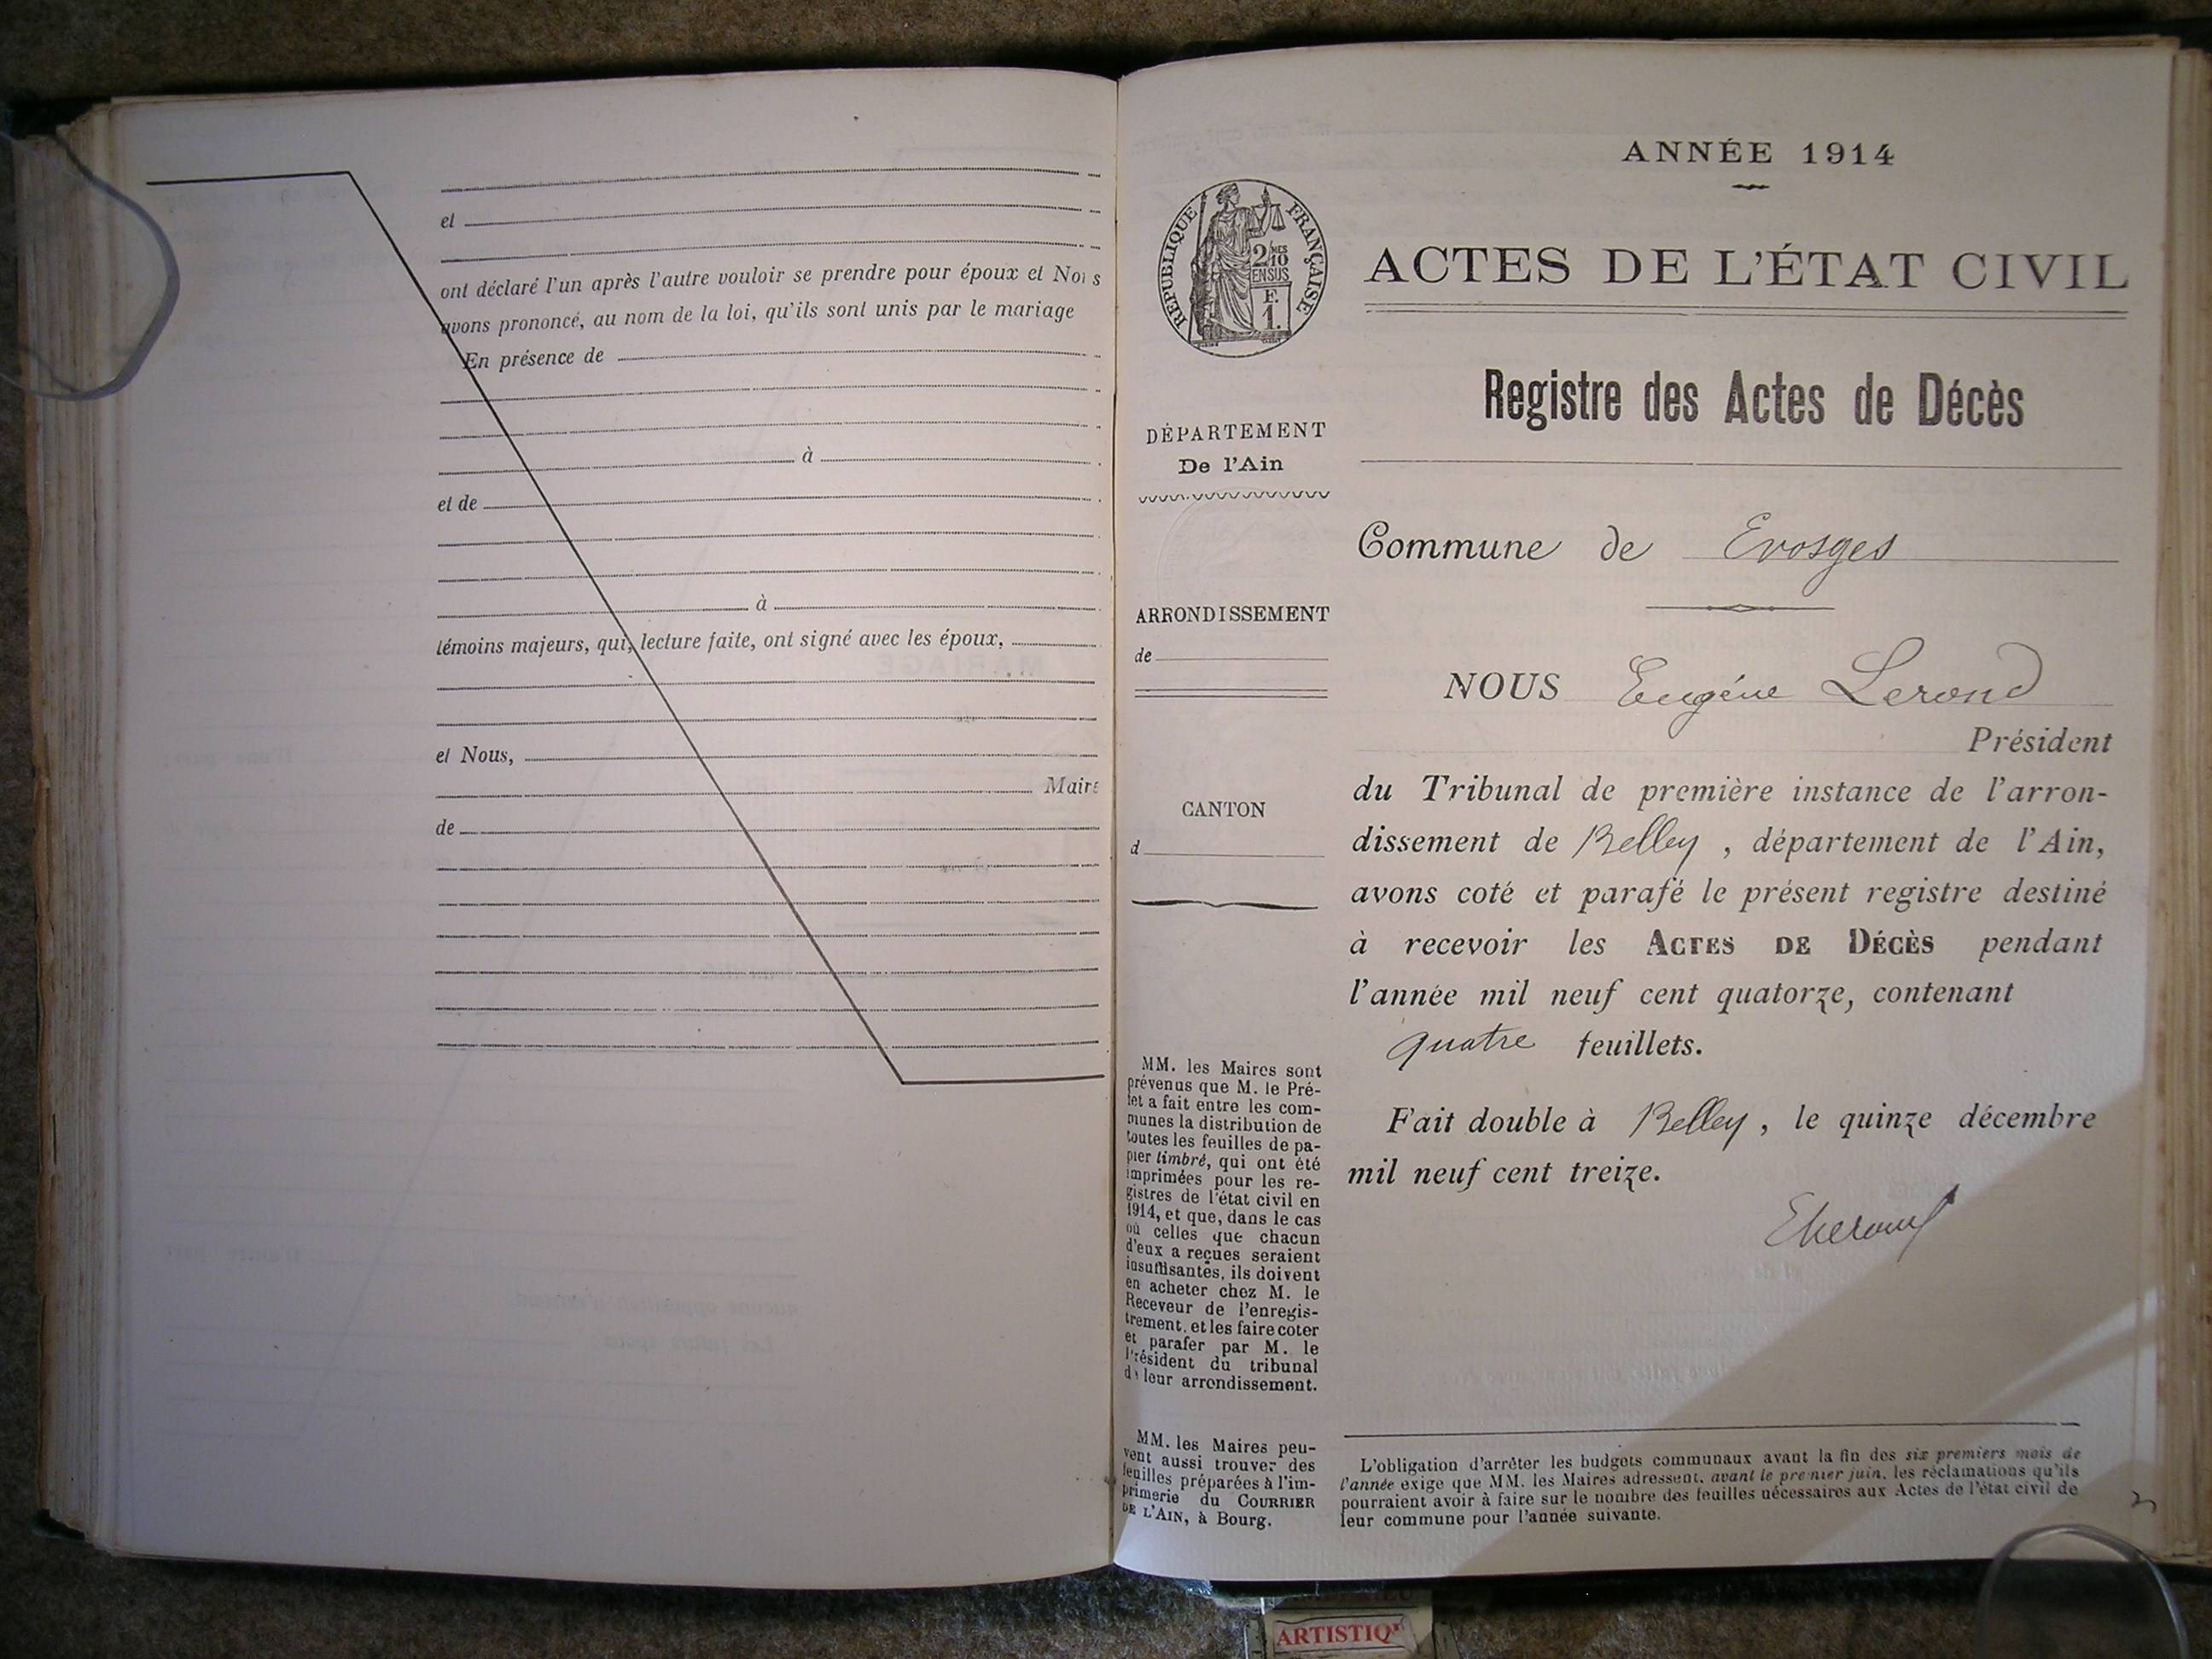 et
ont déclaré l'un après l'autre vouloir se prendre pour époux et Nous
avons prononcé, au nom de la loi, qu'ils sont unis par le mariage
En présence de
à
et de
à
témoins majeurs, qui, lecture faite, ont signé avec les époux,
et Nous,
Maire
de
ANNÉE 1914
RÉPUBLIQUE FRANÇAISE
2/10MES
EN SUS
F.
1.
ACTES DE L'ÉTAT CIVIL
Registre des Actes de Décès
DÉPARTEMENT
De l'Ain
Commune de Evosges
ARRONDISSEMENT
de
NOUS Eugène Lerond
Président
du Tribunal de première instance de l'arron-
dissement de Belley, département de l'Ain,
avons coté et parafé le présent registre destiné
à recevoir les ACTES DE DÉCÈS pendant
l'année mil neuf cent quatorze, contenant
quatre feuillets.
Fait double à Belley, le quinze décembre
mil neuf cent treize.
CANTON
d
MM. les Maires sont
prévenus que M. le Pré-
fet a fait entre les com-
munes la distribution de
toutes les feuilles de pa-
pier timbré, qui ont été
imprimées pour les re-
gistres de l'état civil en
1914, et que, dans le cas
où celles que chacun
d'eux a reçues seraient
insuffisantes, ils doivent
en acheter chez M. le
Receveur de l'enregis-
trement, et les faire coter
et parafer par M. le
Président du tribunal
de leur arrondissement.
MM. les Maires peu-
vent aussi trouver des
feuilles préparées à l'im-
primerie du COURRIER
DE L'AIN, à Bourg.
L'obligation d'arrêter les budgets communaux avant la fin des six premiers mois de
l'année exige que MM. les Maires adressent, avant le premier juin, les réclamations qu'ils
pourraient avoir à faire sur le nombre des feuilles nécessaires aux Actes de l'état civil de
leur commune pour l'année suivante.
ARTISTIQ